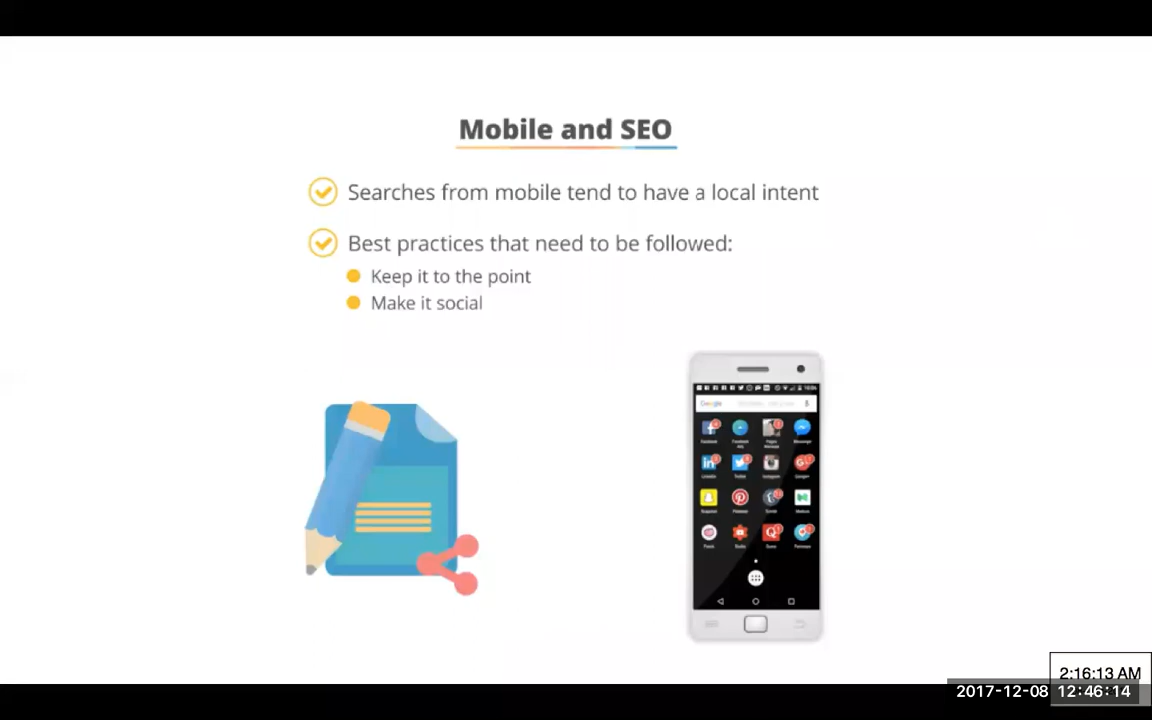 Mobile and SEO
Searches from mobile tend to have a local intent
Best practices that need to be followed:
Keep it to the point
Make it social
Google
2:16:13 AM
2017-12-08 12:46:14